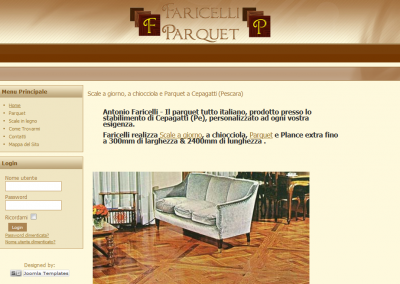 Faricelli
Parquet
F
P
Menu Principale
Home
Parquet
Scale in legno
Come Trovarci
Contatti
Mappa del Sito
Login
Nome utente
Password
Ricordami
Login
Password dimenticata?
Nome utente dimenticato?
Designed by:
Joomla Templates
Scale a giorno, a chiocciola e Parquet a Cepagatti (Pescara)
Antonio Faricelli - Il parquet tutto italiano, prodotto presso lo
stabilimento di Cepagatti (Pe), personalizzato ad ogni vostra
esigenza.
Faricelli realizza Scale a giorno, a chiocciola, Parquet e Plance extra fino
a 300mm di larghezza & 2400mm di lunghezza .